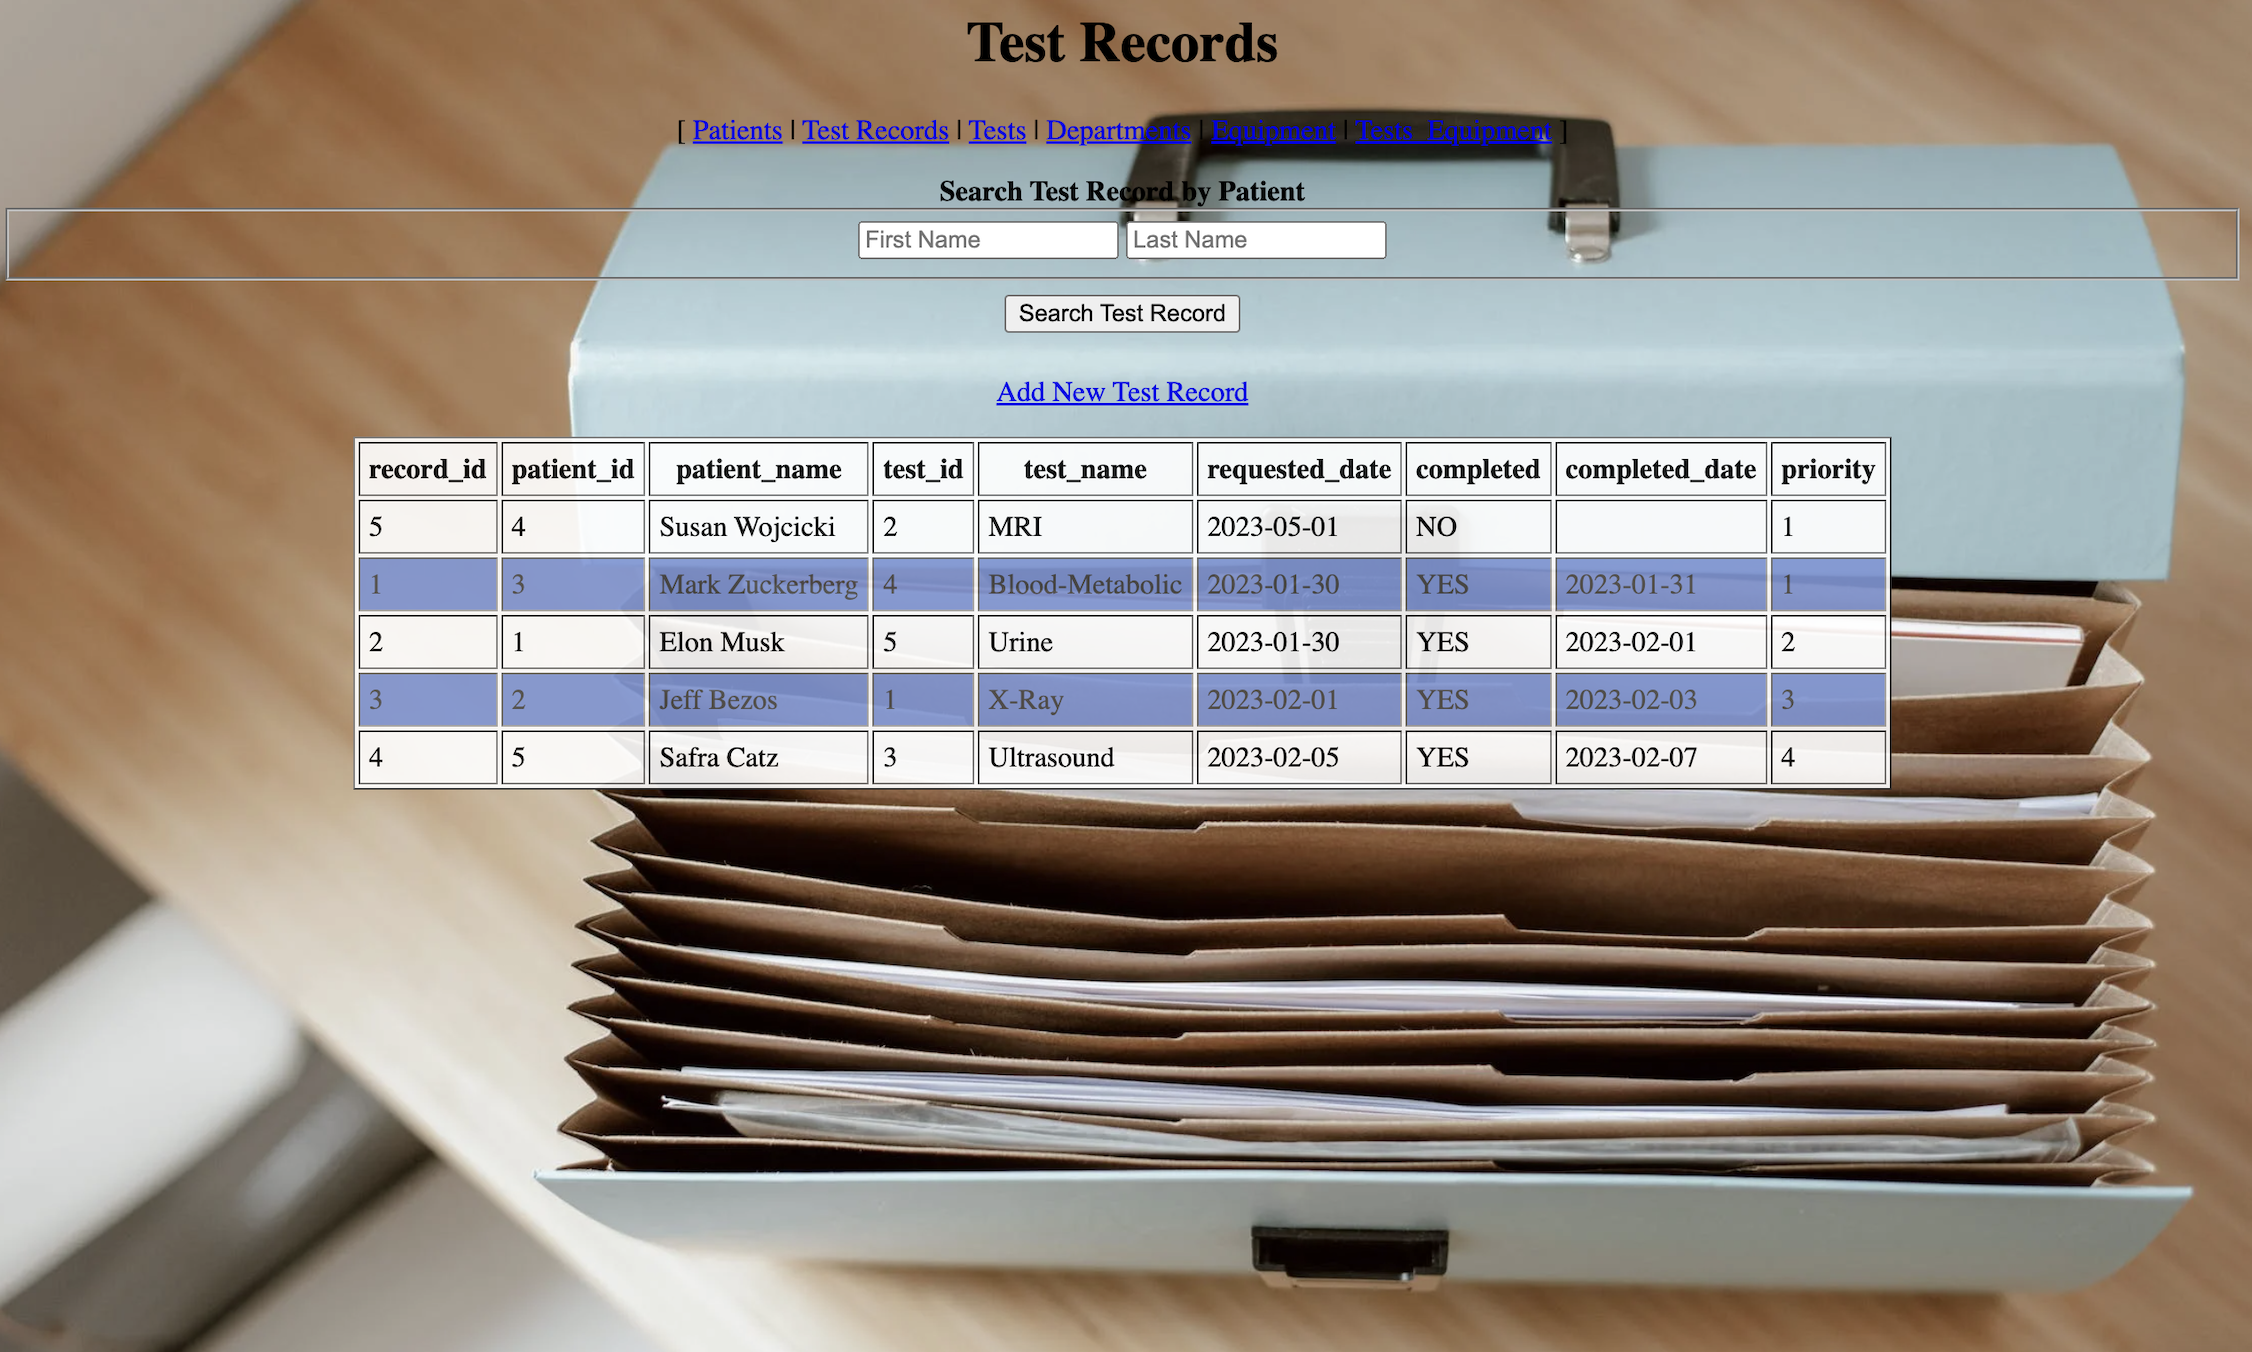 Test Records
[ Patients | Test Records | Tests | Departments | Equipment | Tests_Equipment ]
Search Test Record by Patient
First Name Last Name
Search Test Record
Add New Test Record
record_id patient_id patient_name test_id test_name requested_date completed completed_date priority
5 4 Susan Wojcicki 2 MRI 2023-05-01 NO 1
1 3 Mark Zuckerberg 4 Blood-Metabolic 2023-01-30 YES 2023-01-31 1
2 1 Elon Musk 5 Urine 2023-01-30 YES 2023-02-01 2
3 2 Jeff Bezos 1 X-Ray 2023-02-01 YES 2023-02-03 3
4 5 Safra Catz 3 Ultrasound 2023-02-05 YES 2023-02-07 4